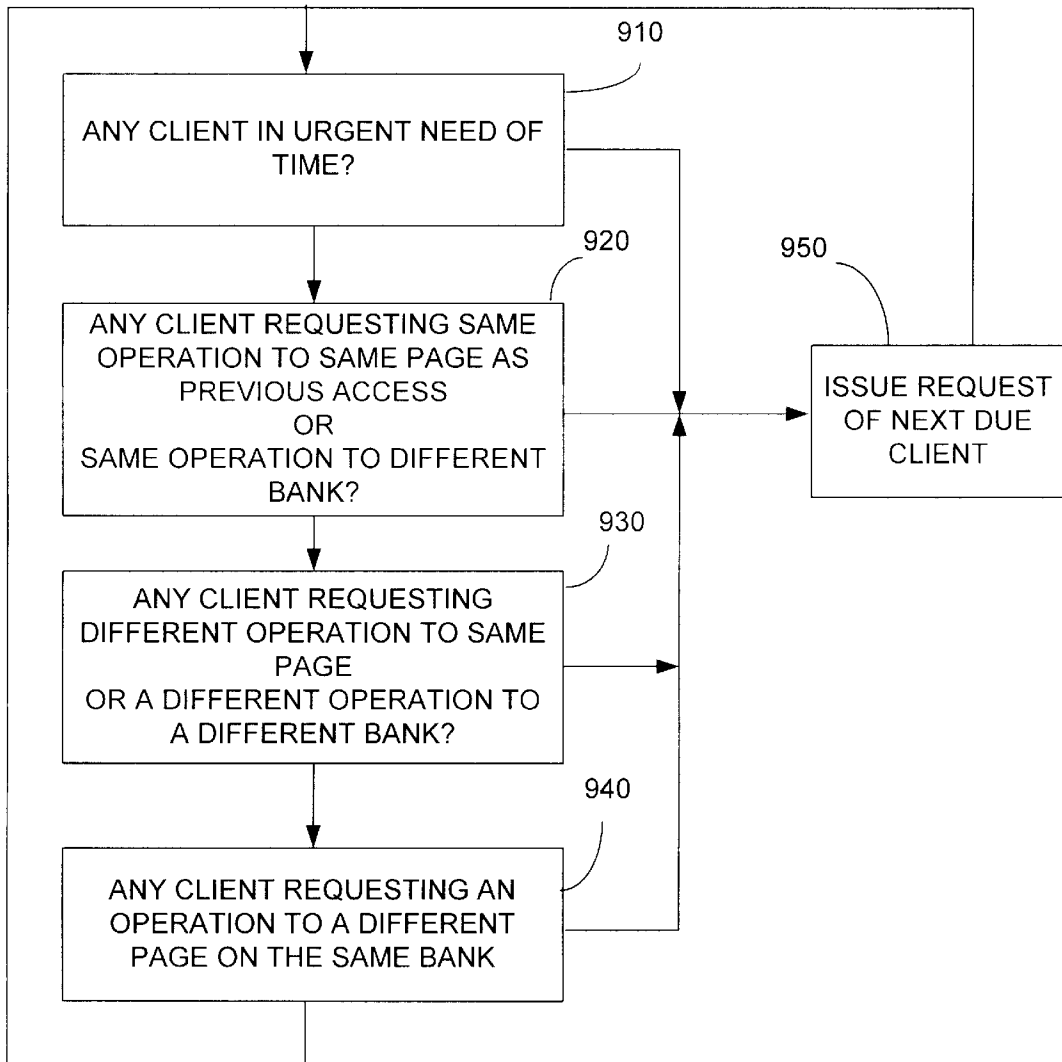 910
ANY CLIENT IN URGENT NEED OF
TIME?
920
ANY CLIENT REQUESTING SAME
OPERATION TO SAME PAGE AS
PREVIOUS ACCESS
OR
SAME OPERATION TO DIFFERENT
BANK?
930
ANY CLIENT REQUESTING
DIFFERENT OPERATION TO SAME
PAGE
OR A DIFFERENT OPERATION TO
A DIFFERENT BANK?
940
ANY CLIENT REQUESTING AN
OPERATION TO A DIFFERENT
PAGE ON THE SAME BANK
950
ISSUE REQUEST
OF NEXT DUE
CLIENT